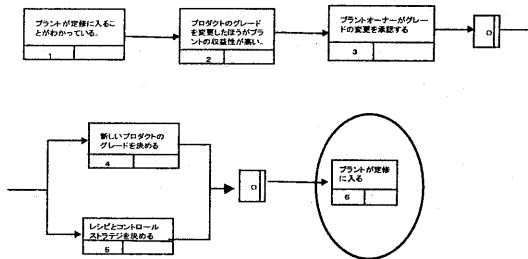 プラントが定修に入るこ
とがわかっている。
1
プロダクトのグレード
を変更したほうがプラ
ントの収益性が高い。
2
プラントオーナーがグレー
ドの変更を承認する
3
O
新しいプロダクトの
グレードを決める
4
レシピとコントロール
ストラテジを決める
5
O
プラントが定修
に入る
6